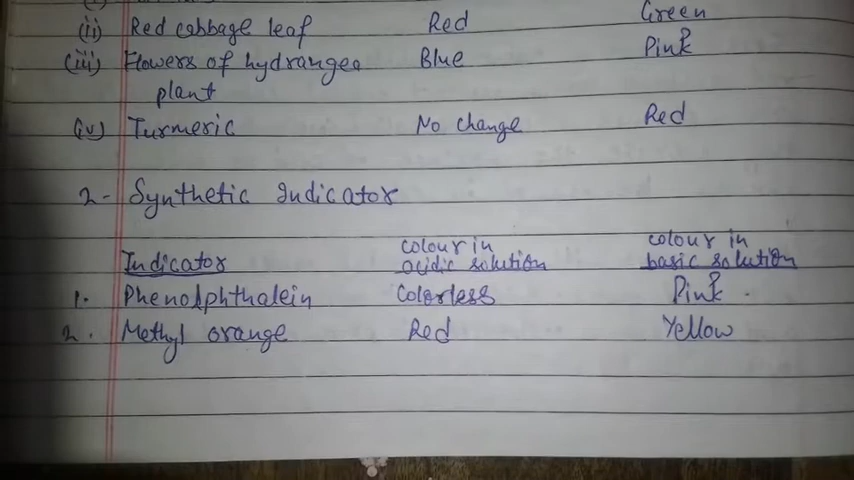 (ii) Red cabbage leaf Red Green
(iii) Flowers of hydrangea Blue Pink
plant
(iv) Turmeric No change Red
2- Synthetic Indicator
Indicator colour in acidic solution colour in basic solution
1. Phenolphthalein Colorless Pink
2. Methyl orange Red Yellow